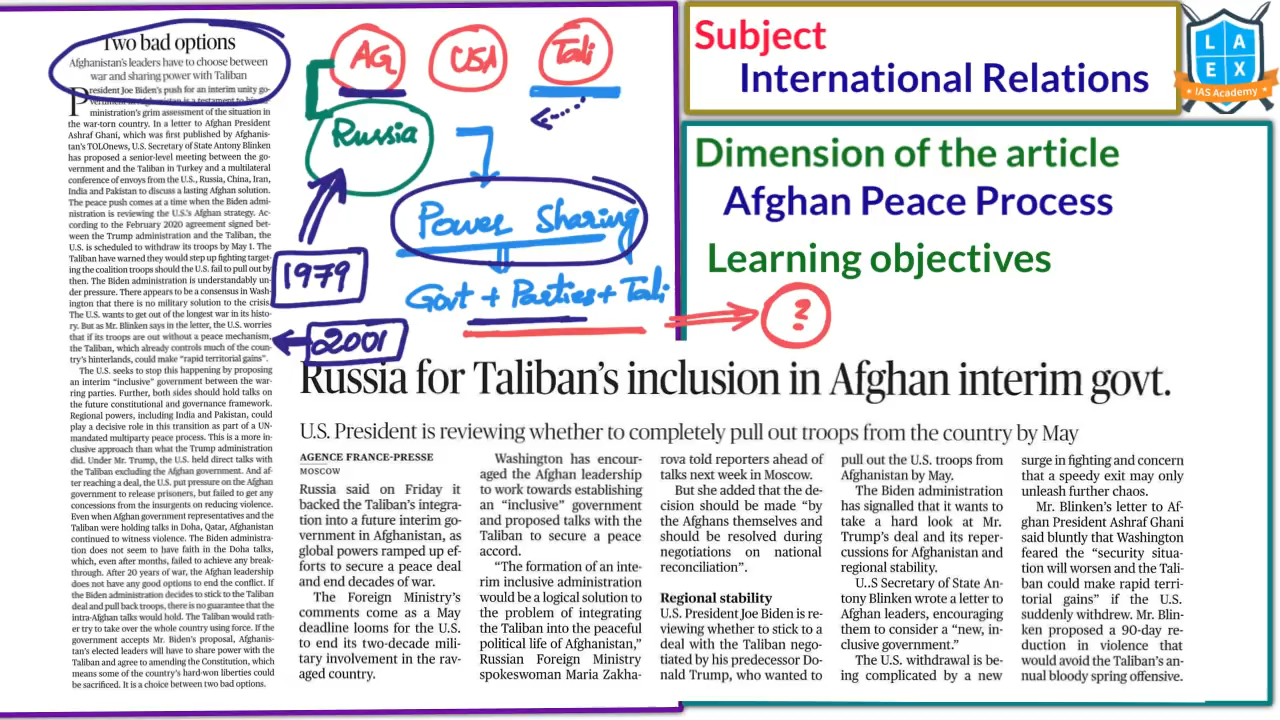 Two bad options
Afghanistan's leaders have to choose between
war and sharing power with Taliban
President Joe Biden's push for an interim unity go-
vernment in Afghanistan is a testament to his ad-
ministration's grim assessment of the situation in
the war-torn country. In a letter to Afghan President
Ashraf Ghani, which was first published by Afghanis-
tan's TOLOnews, U.S. Secretary of State Antony Blinken
has proposed a senior-level meeting between the go-
vernment and the Taliban in Turkey and a multilateral
conference of envoys from the U.S., Russia, China, Iran,
India and Pakistan to discuss a lasting Afghan solution.
The peace push comes at a time when the Biden admi-
nistration is reviewing the U.S.'s Afghan strategy. Ac-
cording to the February 2020 agreement signed bet-
ween the Trump administration and the Taliban, the
U.S. is scheduled to withdraw its troops by May 1. The
Taliban have warned they would step up fighting target-
ing the coalition troops should the U.S. fail to pull out by
then. The Biden administration is understandably un-
der pressure. There appears to be a consensus in Wash-
ington that there is no military solution to the crisis.
The U.S. wants to get out of the longest war in its histo-
ry. But as Mr. Blinken says in the letter, the U.S. worries
that if its troops are out without a peace mechanism,
the Taliban, which already controls much of the coun-
try's hinterlands, could make “rapid territorial gains”.
The U.S. seeks to stop this happening by proposing
an interim “inclusive” government between the war-
ring parties. Further, both sides should hold talks on
the future constitutional and governance framework.
Regional powers, including India and Pakistan, could
play a decisive role in this transition as part of a UN-
mandated multiparty peace process. This is a more in-
clusive approach than what the Trump administration
did. Under Mr. Trump, the U.S. held direct talks with
the Taliban excluding the Afghan government. And af-
ter reaching a deal, the U.S. put pressure on the Afghan
government to release prisoners, but failed to get any
concessions from the insurgents on reducing violence.
Even when Afghan government representatives and the
Taliban were holding talks in Doha, Qatar, Afghanistan
continued to witness violence. The Biden administra-
tion does not seem to have faith in the Doha talks,
which, even after months, failed to achieve any break-
through. After 20 years of war, the Afghan leadership
does not have any good options to end the conflict. If
the Biden administration decides to stick to the Taliban
deal and pull back troops, there is no guarantee that the
intra-Afghan talks would hold. The Taliban would rath-
er try to take over the whole country using force. If the
government accepts Mr. Biden's proposal, Afghanis-
tan's elected leaders will have to share power with the
Taliban and agree to amending the Constitution, which
means some of the country's hard-won liberties could
be sacrificed. It is a choice between two bad options.
AG USA Tali
Russia
Power Sharing
1979
Govt + Parties + Tali
?
2001
Subject
International Relations
LAEX
IAS Academy
Dimension of the article
Afghan Peace Process
Learning objectives
Russia for Taliban's inclusion in Afghan interim govt.
U.S. President is reviewing whether to completely pull out troops from the country by May
AGENCE FRANCE-PRESSE
MOSCOW
Russia said on Friday it
backed the Taliban's integra-
tion into a future interim go-
vernment in Afghanistan, as
global powers ramped up ef-
forts to secure a peace deal
and end decades of war.
The Foreign Ministry's
comments come as a May
deadline looms for the U.S.
to end its two-decade mili-
tary involvement in the rav-
aged country.
Washington has encour-
aged the Afghan leadership
to work towards establishing
an “inclusive” government
and proposed talks with the
Taliban to secure a peace
accord.
“The formation of an inte-
rim inclusive administration
would be a logical solution to
the problem of integrating
the Taliban into the peaceful
political life of Afghanistan,”
Russian Foreign Ministry
spokeswoman Maria Zakha-
rova told reporters ahead of
talks next week in Moscow.
But she added that the de-
cision should be made “by
the Afghans themselves and
should be resolved during
negotiations on national
reconciliation”.
Regional stability
U.S. President Joe Biden is re-
viewing whether to stick to a
deal with the Taliban nego-
tiated by his predecessor Do-
nald Trump, who wanted to
pull out the U.S. troops from
Afghanistan by May.
The Biden administration
has signalled that it wants to
take a hard look at Mr.
Trump's deal and its reper-
cussions for Afghanistan and
regional stability.
U..S Secretary of State An-
tony Blinken wrote a letter to
Afghan leaders, encouraging
them to consider a “new, in-
clusive government.”
The U.S. withdrawal is be-
ing complicated by a new
surge in fighting and concern
that a speedy exit may only
unleash further chaos.
Mr. Blinken's letter to Af-
ghan President Ashraf Ghani
said bluntly that Washington
feared the “security situa-
tion will worsen and the Tali-
ban could make rapid terri-
torial gains” if the U.S.
suddenly withdrew. Mr. Blin-
ken proposed a 90-day re-
duction in violence that
would avoid the Taliban's an-
nual bloody spring offensive.